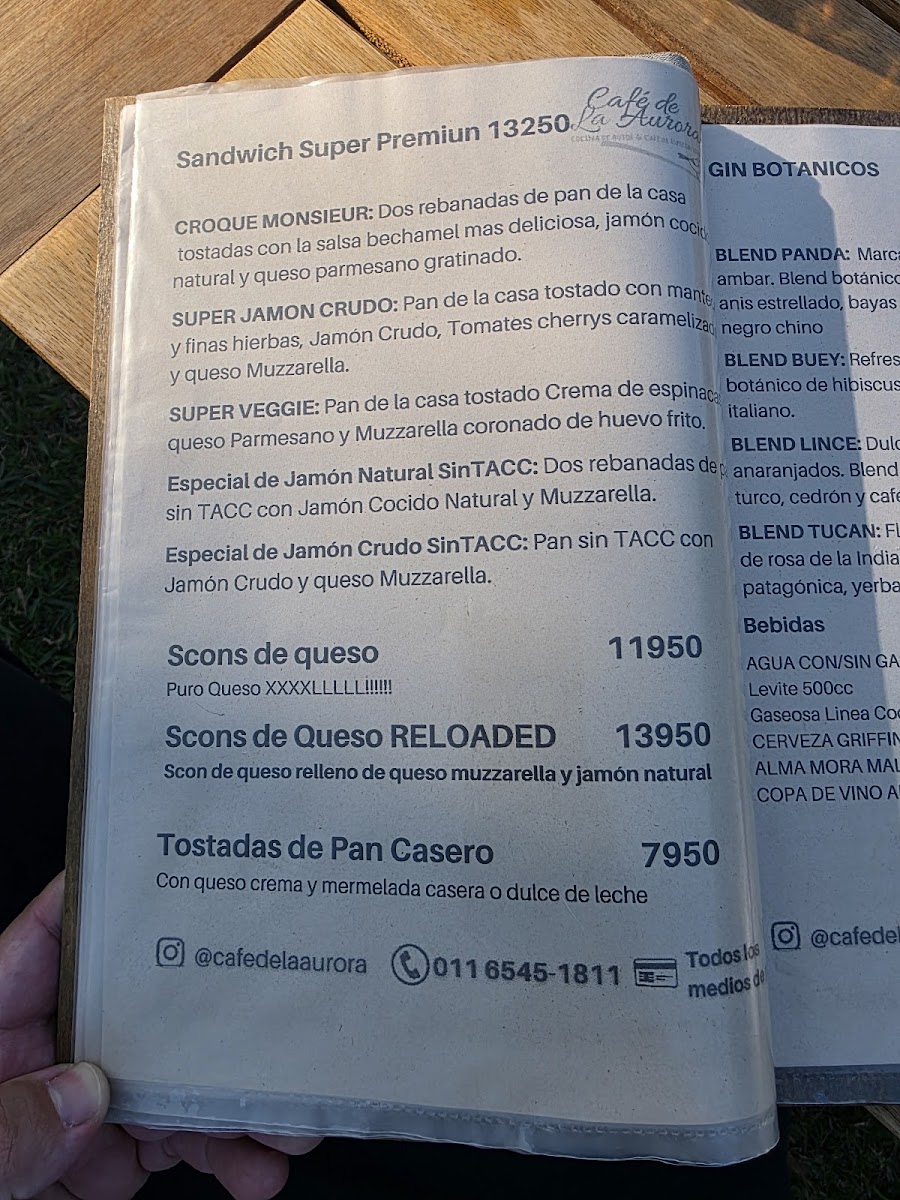 Café de
La Aurora
Sandwich Super Premiun 13250
CROQUE MONSIEUR: Dos rebanadas de pan de la casa
tostadas con la salsa bechamel mas deliciosa, jamón cocid
natural y queso parmesano gratinado.
SUPER JAMON CRUDO: Pan de la casa tostado con mante
y finas hierbas, Jamón Crudo, Tomates cherrys caramelizad
y queso Muzzarella.
SUPER VEGGIE: Pan de la casa tostado Crema de espinaca
queso Parmesano y Muzzarella coronado de huevo frito.
Especial de Jamón Natural SinTACC: Dos rebanadas de p
sin TACC con Jamón Cocido Natural y Muzzarella.
Especial de Jamón Crudo SinTACC: Pan sin TACC con
Jamón Crudo y queso Muzzarella.
Scons de queso 11950
Puro Queso XXXXLLLLL!!!!!!
Scons de Queso RELOADED 13950
Scon de queso relleno de queso muzzarella y jamón natural
Tostadas de Pan Casero 7950
Con queso crema y mermelada casera o dulce de leche
@cafedelaaurora 011 6545-1811 Todos los
medios de
GIN BOTANICOS
BLEND PANDA: Marca
ambar. Blend botánico
anis estrellado, bayas
negro chino
BLEND BUEY: Refres
botánico de hibiscus
italiano.
BLEND LINCE: Dulc
anaranjados. Blend
turco, cedrón y café
BLEND TUCAN: Fl
de rosa de la India
patagónica, yerba
Bebidas
AGUA CON/SIN GA
Levite 500cc
Gaseosa Linea Coc
CERVEZA GRIFFIN
ALMA MORA MAL
COPA DE VINO A
@cafedel